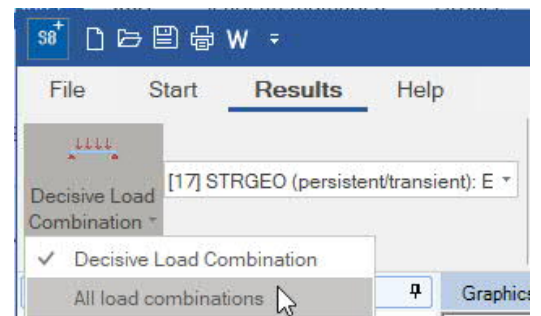 S8+ W
File Start Results Help
Decisive Load
Combination
[17] STRGEO (persistent/transient): E
Decisive Load Combination
All load combinations
Graphics